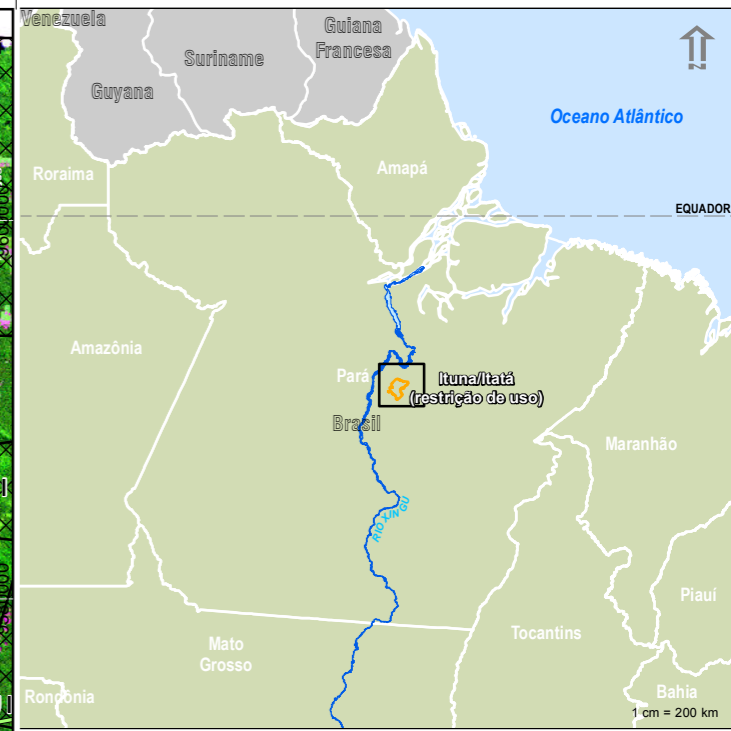 Venezuela
Guyana
Suriname
Guiana
Francesa
N
Oceano Atlântico
Roraima
Amapá
EQUADOR
Amazônia
Pará
Ituna/Itatá
(restrição de uso)
Brasil
Maranhão
RIO XINGU
Piauí
Mato
Grosso
Tocantins
Rondônia
Bahia
1 cm = 200 km